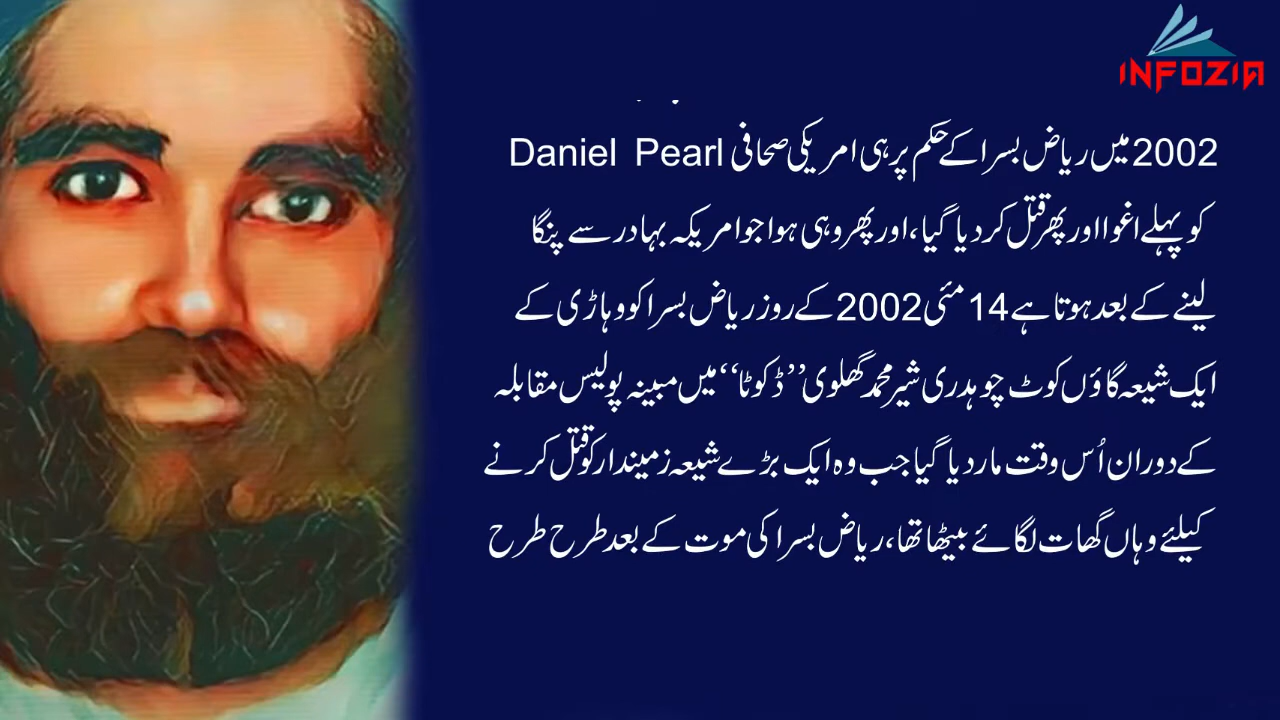 INFOZIA
2002 میں ریاض بسرا کے حکم پر ہی امریکی صحافی Daniel Pearl
کو پہلے اغوا اور پھر قتل کر دیا گیا، اور پھر وہی ہوا جو امریکہ بہادر سے پنگا
لینے کے بعد ہوتا ہے 14 مئی 2002 کے روز ریاض بسرا کو وہاڑی کے
ایک شیعہ گاؤں کوٹ چوہدری شیر محمد گھلوی ’’ڈکوٹا‘‘ میں مبینہ پولیس مقابلہ
کے دوران اُس وقت مار دیا گیا جب وہ ایک بڑے شیعہ زمیندار کو قتل کرنے
کیلئے وہاں گھات لگائے بیٹھا تھا، ریاض بسرا کی موت کے بعد طرح طرح